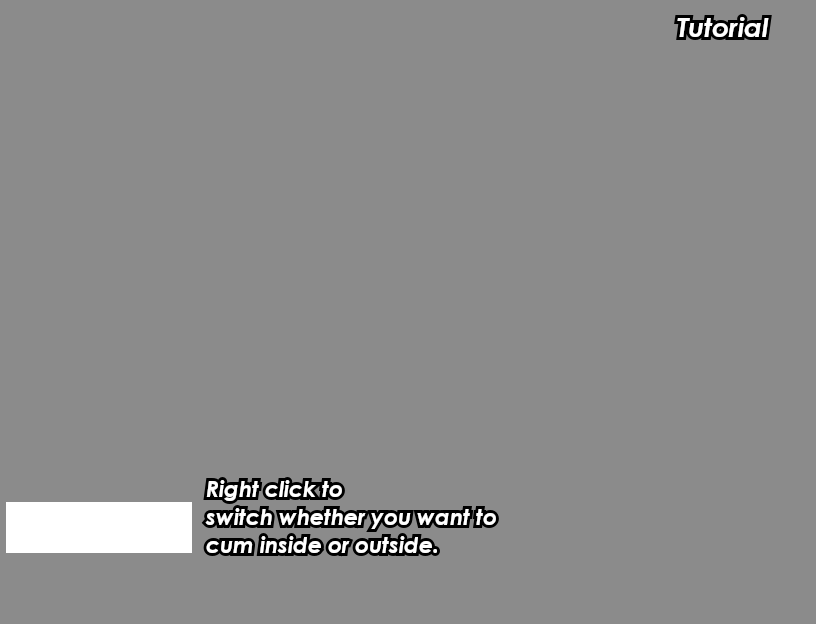 Tutorial
Right click to
switch whether you want to
cum inside or outside.